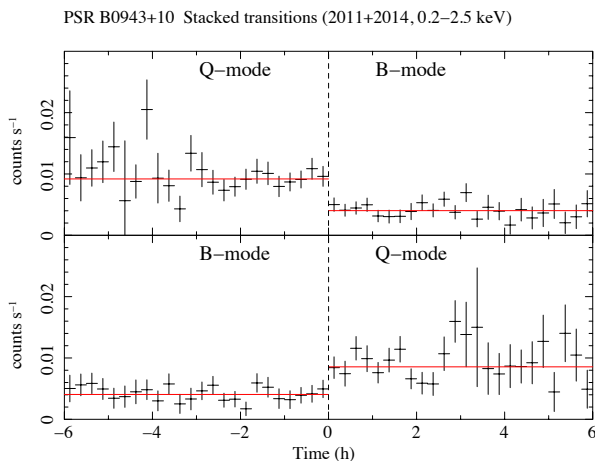 PSR B0943+10 Stacked transitions (2011+2014, 0.2–2.5 keV)
Q–mode B–mode
counts s⁻¹
0.01 0.02
B–mode Q–mode
counts s⁻¹
0 0.01 0.02
−6 −4 −2 0 2 4 6
Time (h)